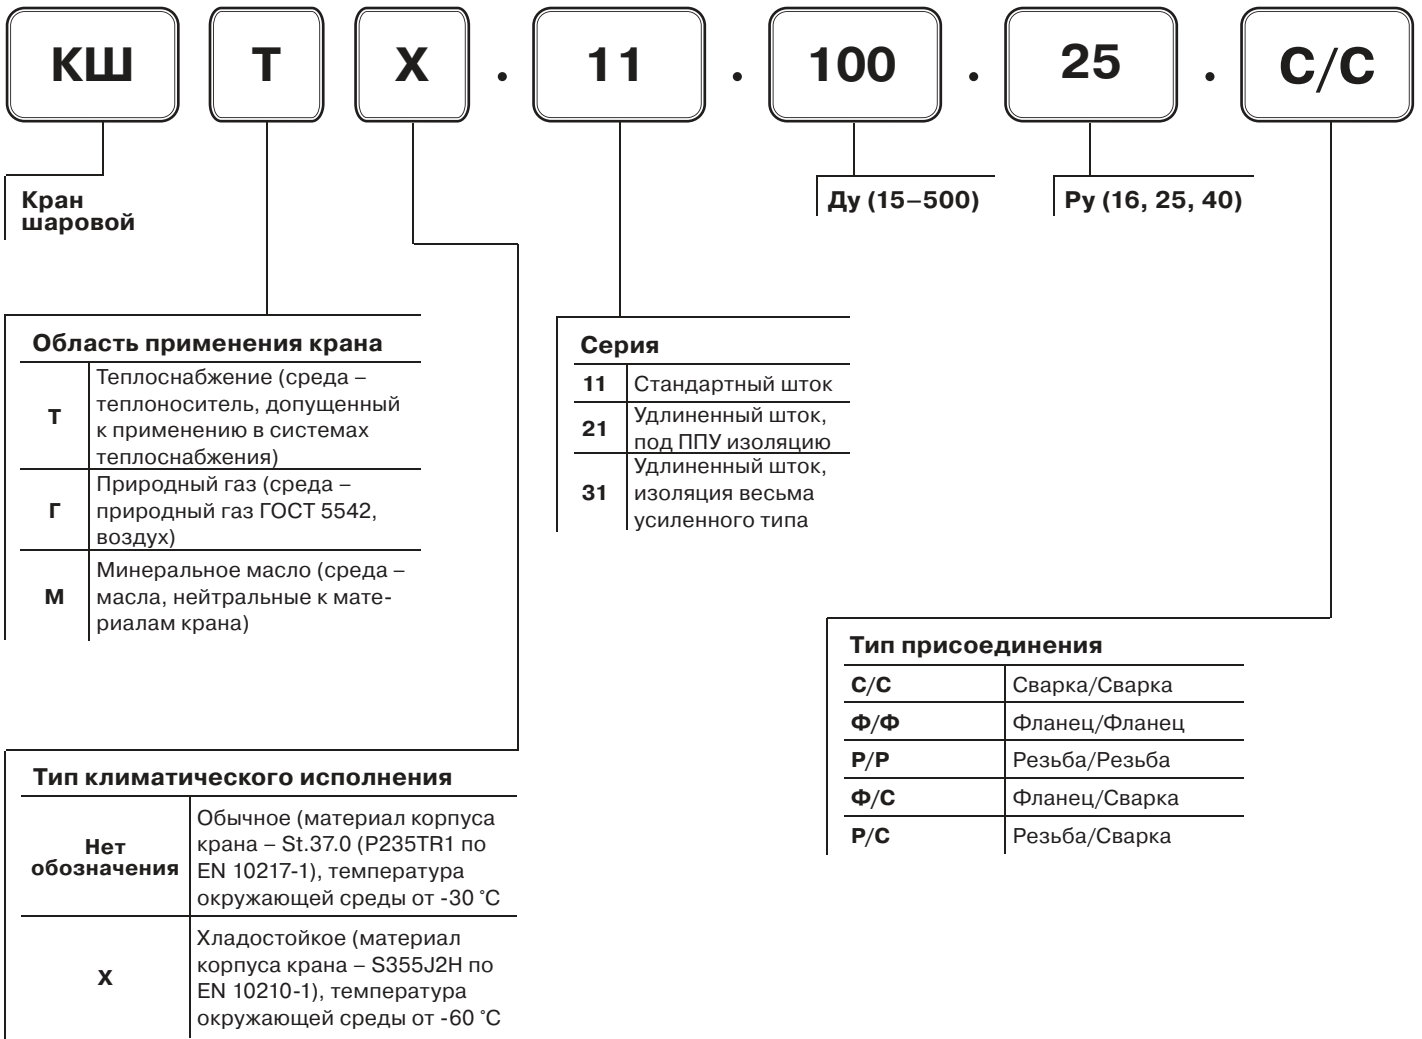 КШ Т Х . 11 . 100 . 25 . С/С
Кран
шаровой
Ду (15–500)
Ру (16, 25, 40)
Область применения крана
Т
Теплоснабжение (среда –
теплоноситель, допущенный
к применению в системах
теплоснабжения)
Г
Природный газ (среда –
природный газ ГОСТ 5542,
воздух)
М
Минеральное масло (среда –
масла, нейтральные к мате-
риалам крана)
Серия
11 Стандартный шток
21
Удлиненный шток,
под ППУ изоляцию
31
Удлиненный шток,
изоляция весьма
усиленного типа
Тип присоединения
С/С Сварка/Сварка
Ф/Ф Фланец/Фланец
Р/Р Резьба/Резьба
Ф/С Фланец/Сварка
Р/С Резьба/Сварка
Тип климатического исполнения
Нет
обозначения
Обычное (материал корпуса
крана – St.37.0 (P235TR1 по
EN 10217-1), температура
окружающей среды от -30 ˚С
Х
Хладостойкое (материал
корпуса крана – S355J2H по
EN 10210-1), температура
окружающей среды от -60 ˚С